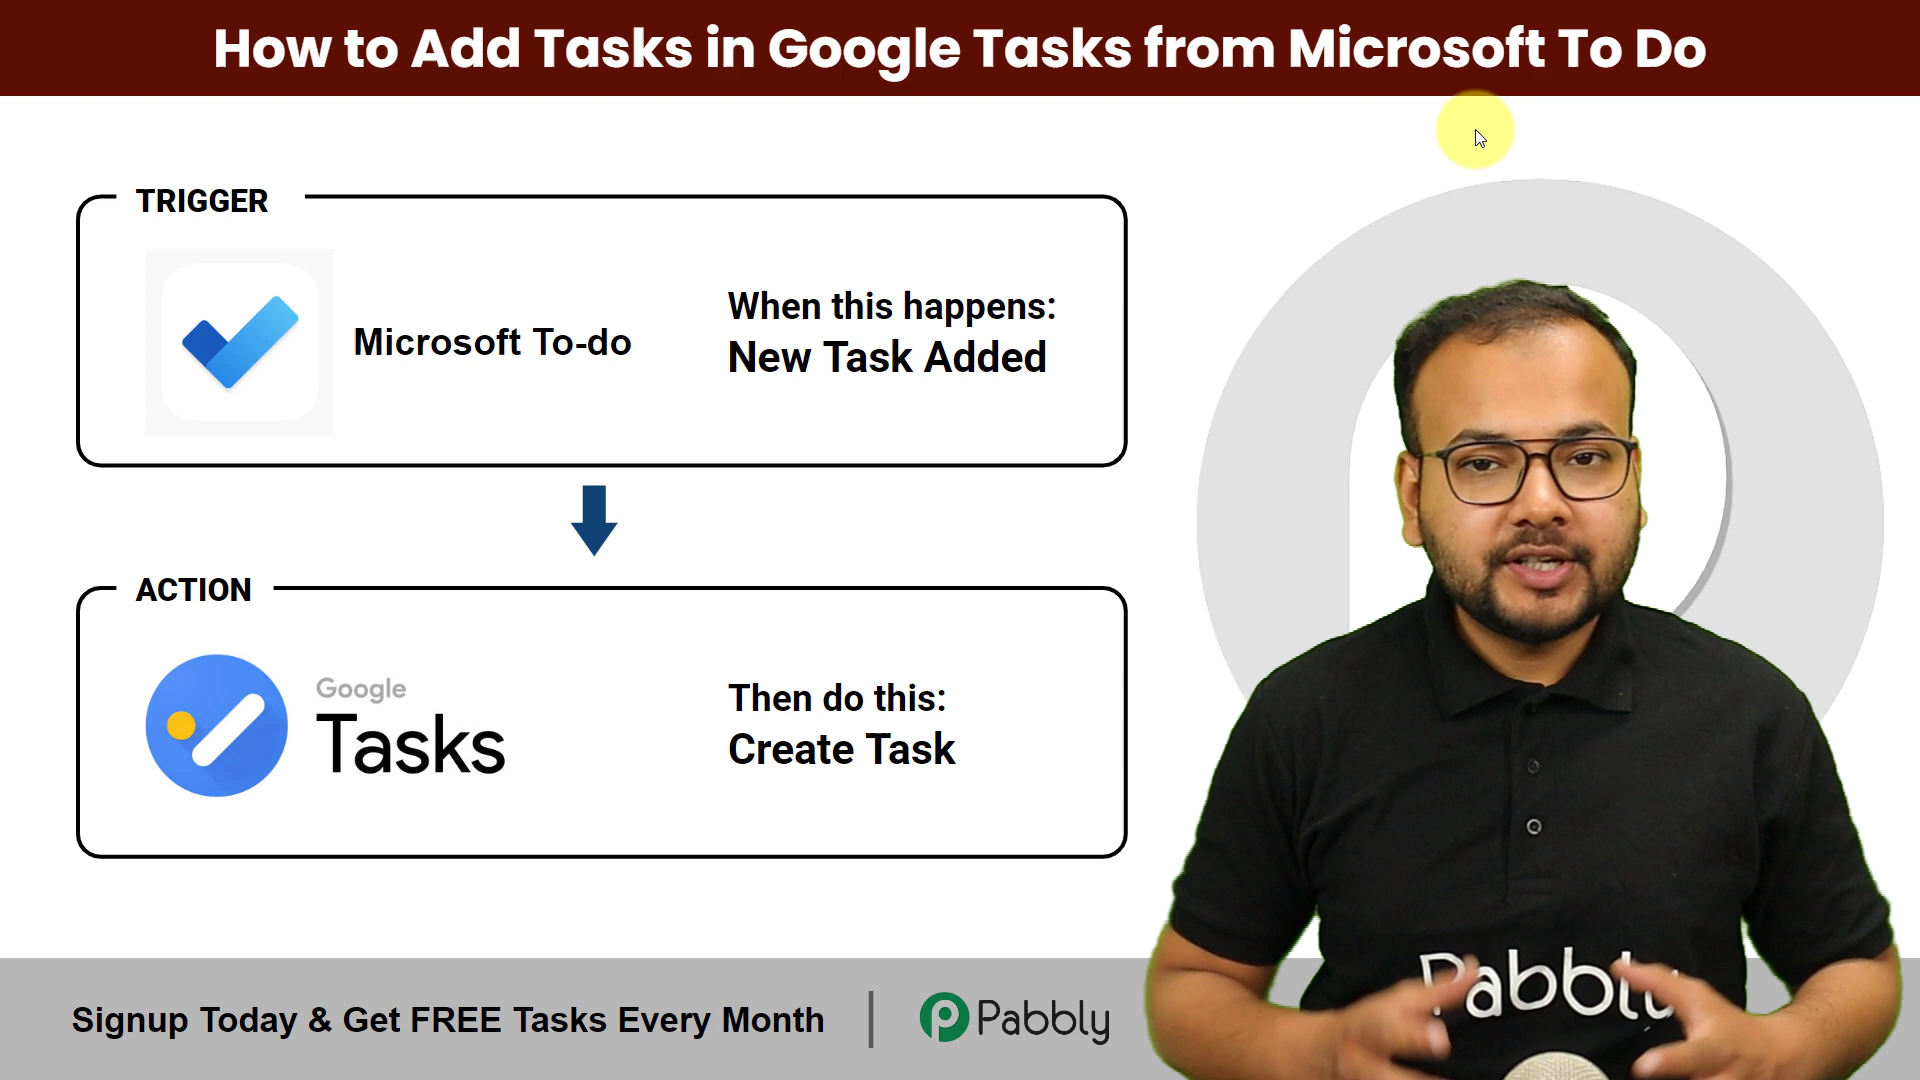 How to Add Tasks in Google Tasks from Microsoft To Do
TRIGGER
Microsoft To-do
When this happens:
New Task Added
ACTION
Google
Tasks
Then do this:
Create Task
Signup Today & Get FREE Tasks Every Month
Pabbly
Pabbly